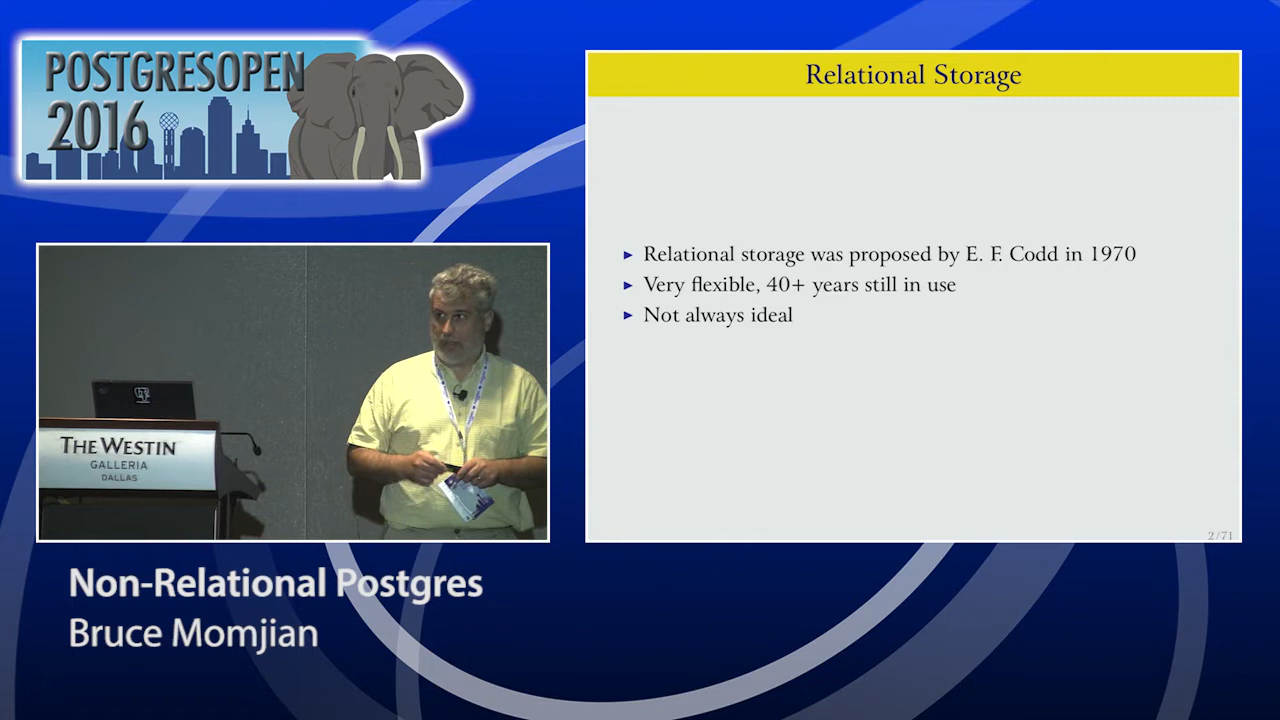 POSTGRESOPEN
2016
Relational Storage
▶ Relational storage was proposed by E. F. Codd in 1970
▶ Very flexible, 40+ years still in use
▶ Not always ideal
2/71
THE WESTIN
GALLERIA
DALLAS
Non-Relational Postgres
Bruce Momjian